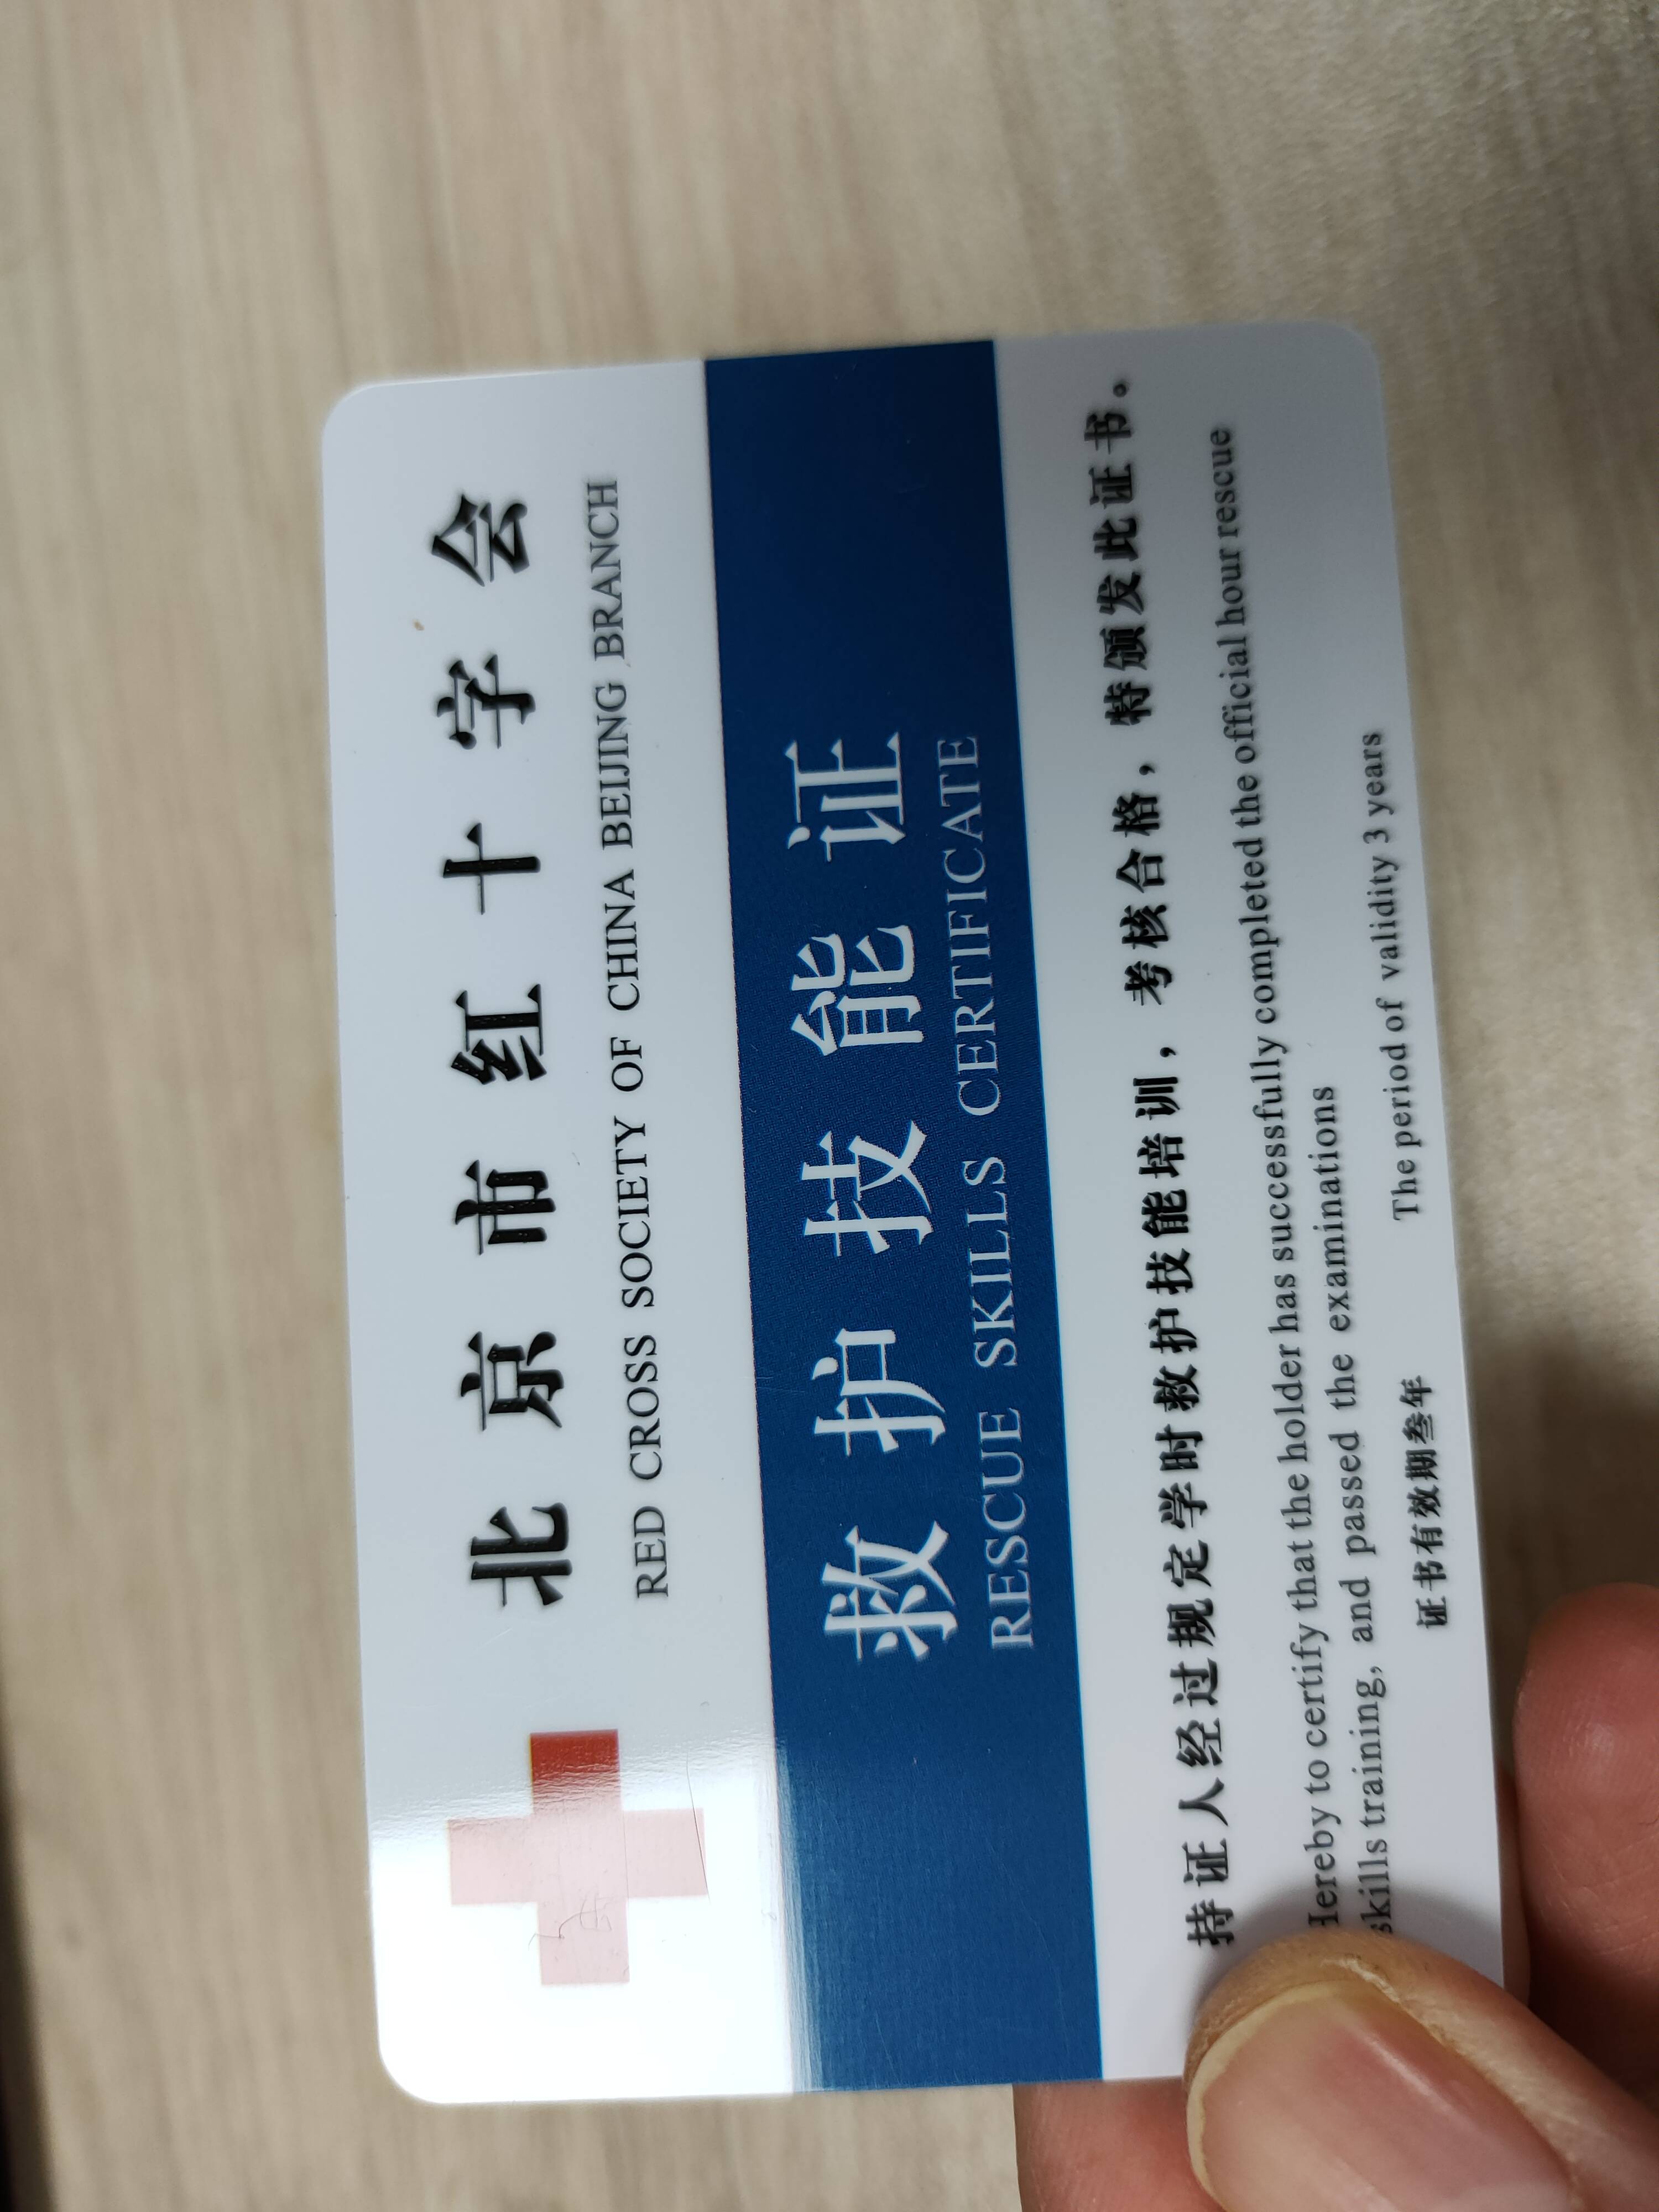 北京市红十字会
RED CROSS SOCIETY OF CHINA BEIJING BRANCH
救护技能证
RESCUE SKILLS CERTIFICATE
持证人经过规定学时救护技能培训，考核合格，特颁发此证书。
Hereby to certify that the holder has successfully completed the official hour rescue
skills training, and passed the examinations
证书有效期叁年 The period of validity 3 years